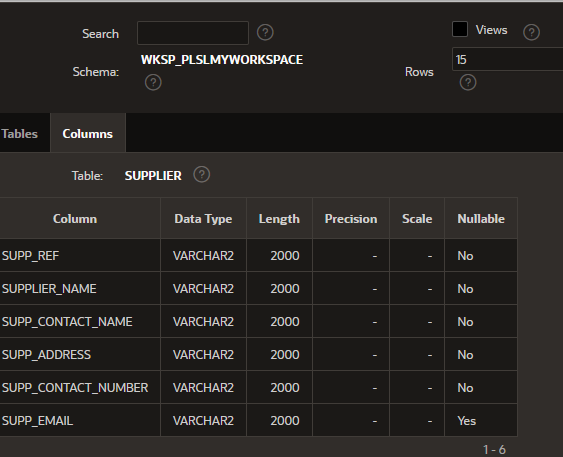 Search ?
Views ?
Schema: WKSP_PLSLMYWORKSPACE ?
Rows 15 ?
Tables Columns
Table: SUPPLIER ?
Column Data Type Length Precision Scale Nullable
SUPP_REF VARCHAR2 2000 - - No
SUPPLIER_NAME VARCHAR2 2000 - - No
SUPP_CONTACT_NAME VARCHAR2 2000 - - No
SUPP_ADDRESS VARCHAR2 2000 - - No
SUPP_CONTACT_NUMBER VARCHAR2 2000 - - No
SUPP_EMAIL VARCHAR2 2000 - - Yes
1 - 6